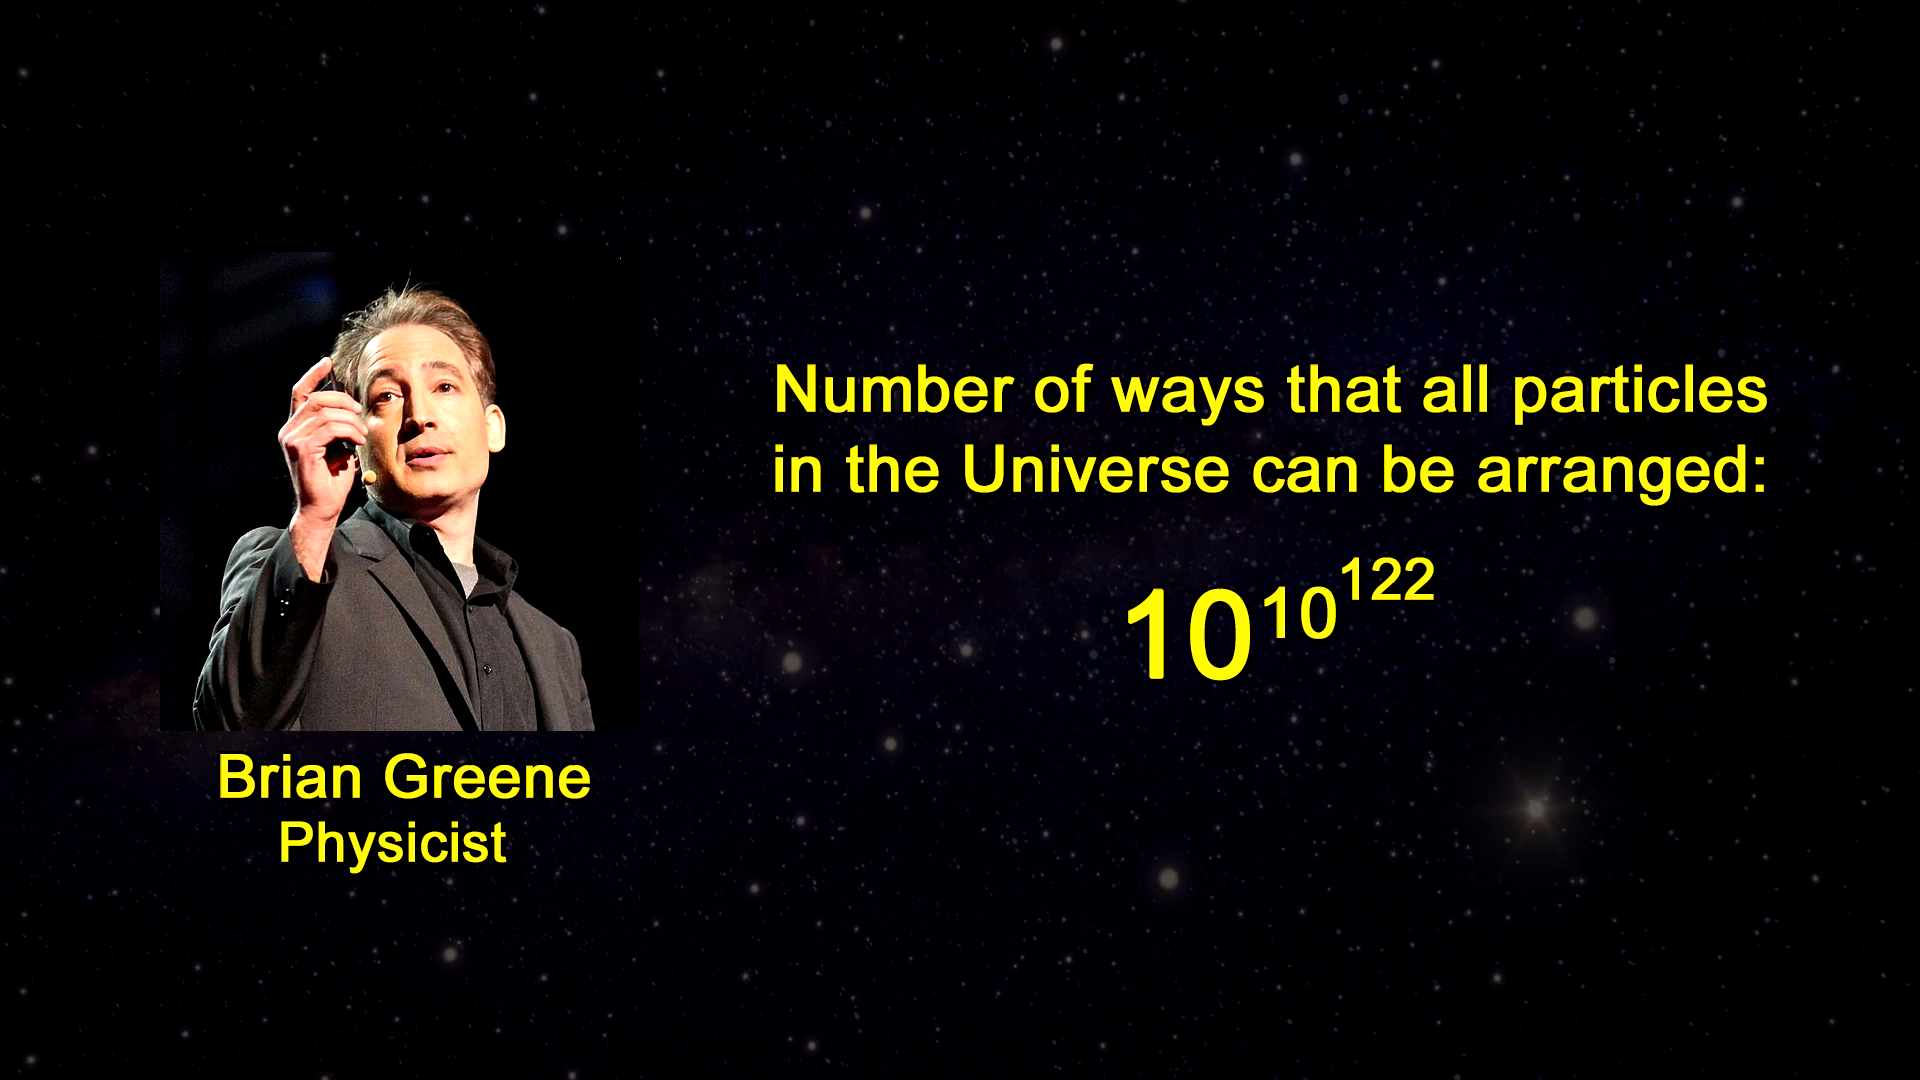 Number of ways that all particles
in the Universe can be arranged:
10^10^122
Brian Greene
Physicist